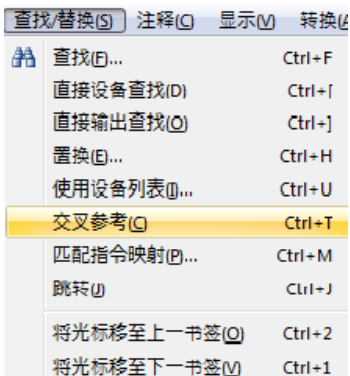 查找/替换(S) 注释(C) 显示(V) 转换(A
查找(F)... Ctrl+F
直接设备查找(D) Ctrl+[
直接输出查找(O) Ctrl+]
置换(E)... Ctrl+H
使用设备列表(I)... Ctrl+U
交叉参考(C) Ctrl+T
匹配指令映射(P)... Ctrl+M
跳转(J) Ctrl+J
将光标移至上一书签(O) Ctrl+2
将光标移至下一书签(V) Ctrl+1